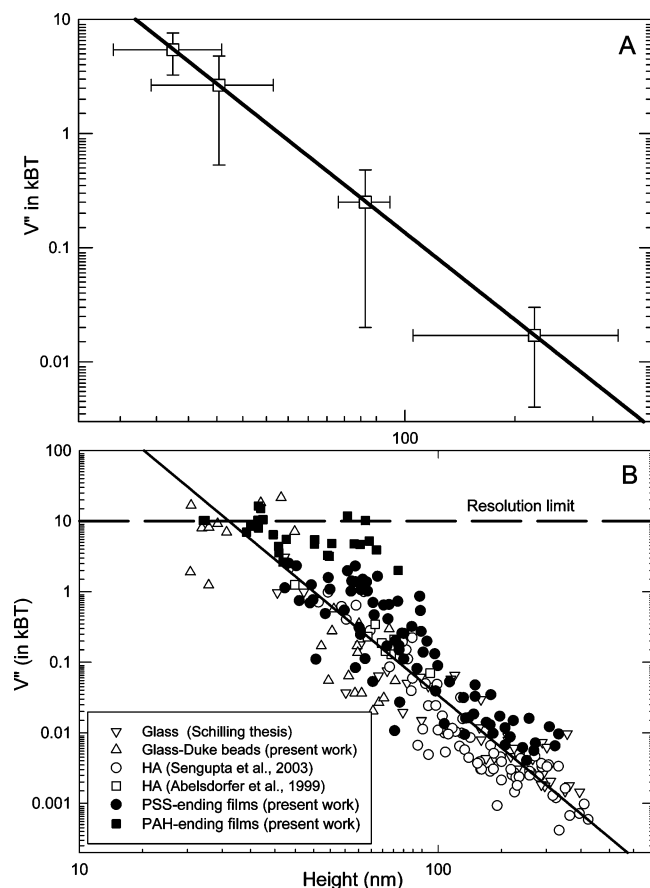 10
A
1
V" in kBT
0.1
0.01
100
100
B
Resolution limit
10
1
V" (in kBT)
0.1
0.01
0.001
Glass (Schilling thesis)
Glass-Duke beads (present work)
HA (Sengupta et al., 2003)
HA (Abelsdorfer et al., 1999)
PSS-ending films (present work)
PAH-ending films (present work)
10
100
Height (nm)